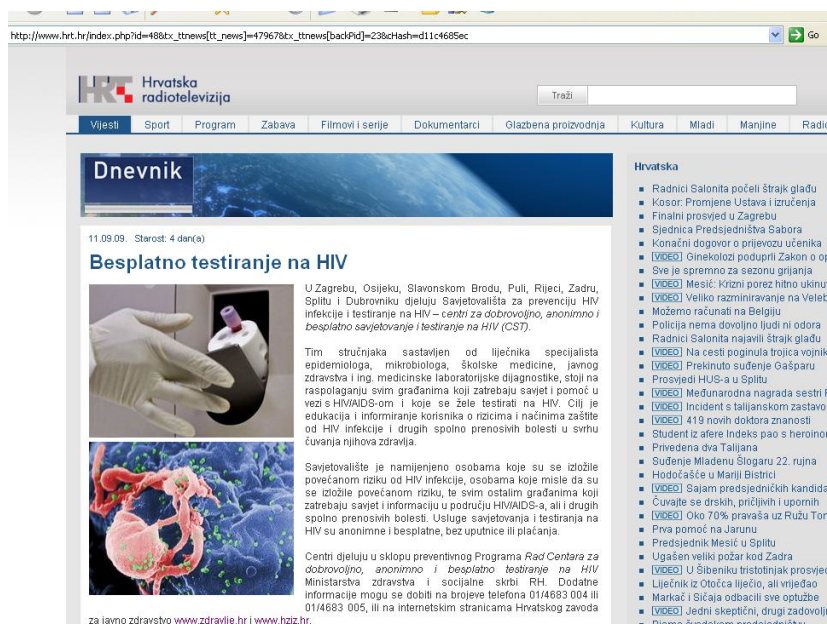 http://www.hrt.hr/index.php?id=48&tx_ttnews[tt_news]=47967&tx_ttnews[backPid]=23&cHash=d11c4685ec
Go
HRT Hrvatska
radiotelevizija
Traži
Vijesti Sport Program Zabava Filmovi i serije Dokumentarci Glazbena proizvodnja Kultura Mladi Manjine
Dnevnik
11.09.09. Starost: 4 dan(a)
Besplatno testiranje na HIV
U Zagrebu, Osijeku, Slavonskom Brodu, Puli, Rijeci, Zadru,
Splitu i Dubrovniku djeluju Savjetovališta za prevenciju HIV
infekcije i testiranje na HIV – centri za dobrovoljno, anonimno i
besplatno savjetovanje i testiranje na HIV (CST).
Tim stručnjaka sastavljen od liječnika specijalista
epidemiologa, mikrobiologa, školske medicine, javnog
zdravstva i ing. medicinske laboratorijske dijagnostike, stoji na
raspolaganju svim građanima koji zatrebaju savjet i pomoć u
vezi s HIV/AIDS-om i koje se žele testirati na HIV. Cilj je
edukacija i informiranje korisnika o rizicima i načinima zaštite
od HIV infekcije i drugih spolno prenosivih bolesti u svrhu
čuvanja njihova zdravlja.
Savjetovalište je namijenjeno osobama koje su se izložile
povećanom riziku od HIV infekcije, osobama koje misle da su
se izložile povećanom riziku, te svim ostalim građanima koji
zatrebaju savjet i informaciju u području HIV/AIDS-a, ali i drugih
spolno prenosivih bolesti. Usluge savjetovanja i testiranja na
HIV su anonimne i besplatne, bez uputnice ili plaćanja.
Centri djeluju u sklopu preventivnog Programa Rad Centara za
dobrovoljno, anonimno i besplatno testiranje na HIV
Ministarstva zdravstva i socijalne skrbi RH. Dodatne
informacije mogu se dobiti na brojeve telefona 01/4683 004 ili
01/4683 005, ili na internetskim stranicama Hrvatskog zavoda
za javno zdravstvo www.zdravlje.hr i www.hziz.hr.
Hrvatska
Radnici Salonita počeli štrajk glađu
Kosor: Promjene Ustava i izručenja
Finalni prosvjed u Zagrebu
Sjednica Predsjedništva Sabora
Konačni dogovor o prijevozu učenika
[VIDEO] Ginekolozi poduprli Zakon o
Sve je spremno za sezonu grijanja
[VIDEO] Mesić: Krizni porez hitno
[VIDEO] Veliko razminiravanje na
Možemo računati na Belgiju
Policija nema dovoljno ljudi ni odora
Radnici Salonita najavili štrajk glađu
[VIDEO] Na cesti poginula trojica
[VIDEO] Prekinuto suđenje Gašparu
Prosvjedi HUS-a u Splitu
[VIDEO] Međunarodna nagrada sestri
[VIDEO] Incident s talijanskom
[VIDEO] 419 novih doktora znanosti
Student iz afere Indeks pao s
Privedena dva Talijana
Suđenje Mladenu Šlogaru 22. rujna
Hodočašće u Mariji Bistrici
[VIDEO] Sajam predsjedničkih
Čuvajte se drskih, pričljivih i upornih
[VIDEO] Oko 70% pravaša uz Ružu
Prva pomoć na Jarunu
Predsjednik Mesić u Splitu
Ugašen veliki požar kod Zadra
[VIDEO] U Šibeniku tristotinjak
Liječnik iz Otočca liječio, ali vrijeđao
Markač i Sičaja odbacili sve optužbe
[VIDEO] Jedni skeptični, drugi